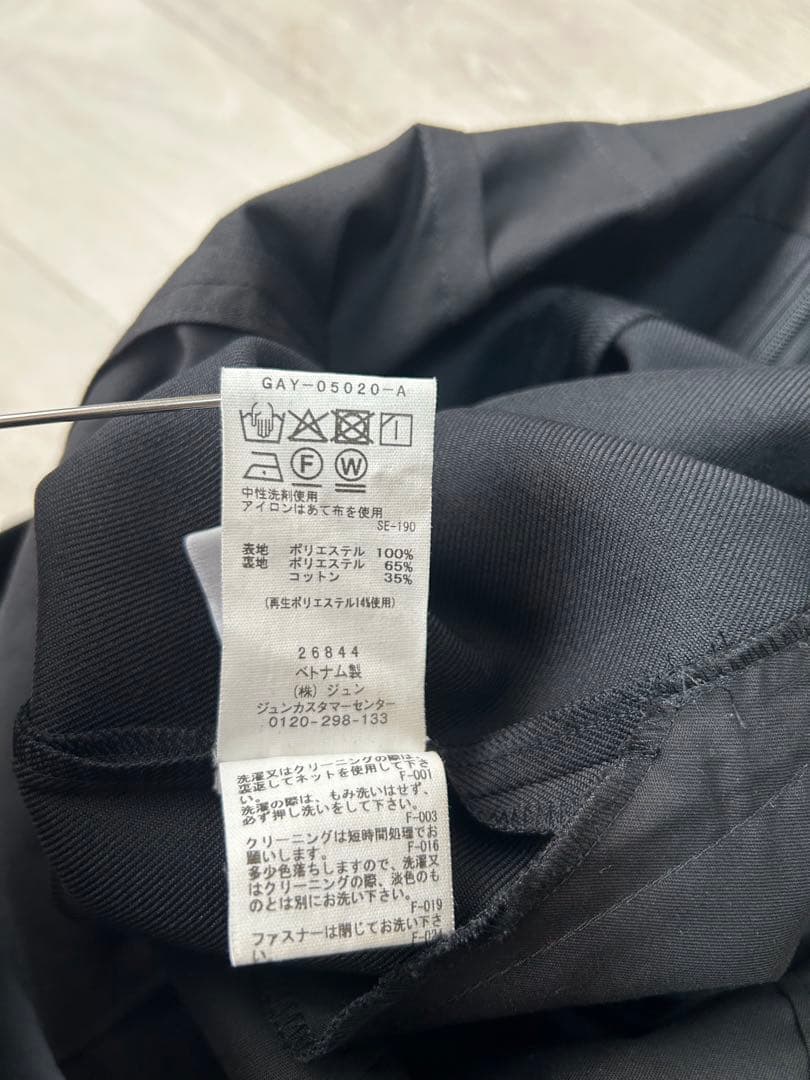 GAY-05020-A
F W
中性洗剤使用
アイロンはあて布を使用
SE-190
表地 ポリエステル 100%
裏地 ポリエステル 65%
コットン 35%
(再生ポリエステル14%使用)
26844
ベトナム製
(株) ジュン
ジュンカスタマーセンター
0120-298-133
洗濯又はクリーニングの際は、
裏返してネットを使用して下さ
い。 F-001
洗濯の際は、もみ洗いはせず、
必ず押し洗いをして下さい。
F-003
クリーニングは短時間処理でお
願いします。 F-016
多少色落ちしますので、洗濯又
はクリーニングの際、淡色のも
のとは別にお洗い下さい。
F-019
ファスナーは閉じてお洗い下さ
い